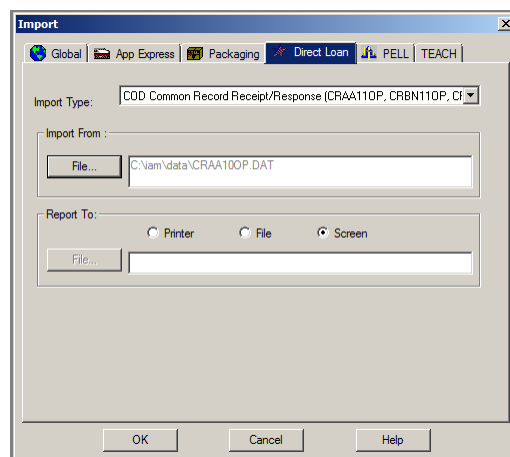 Import
Global App Express Packaging Direct Loan PELL TEACH
Import Type: COD Common Record Receipt/Response (CRAA11OP, CRBN11OP, CF
Import From :
File... C:\iam\data\CRAA10OP.DAT
Report To:
Printer File Screen
File...
OK Cancel Help